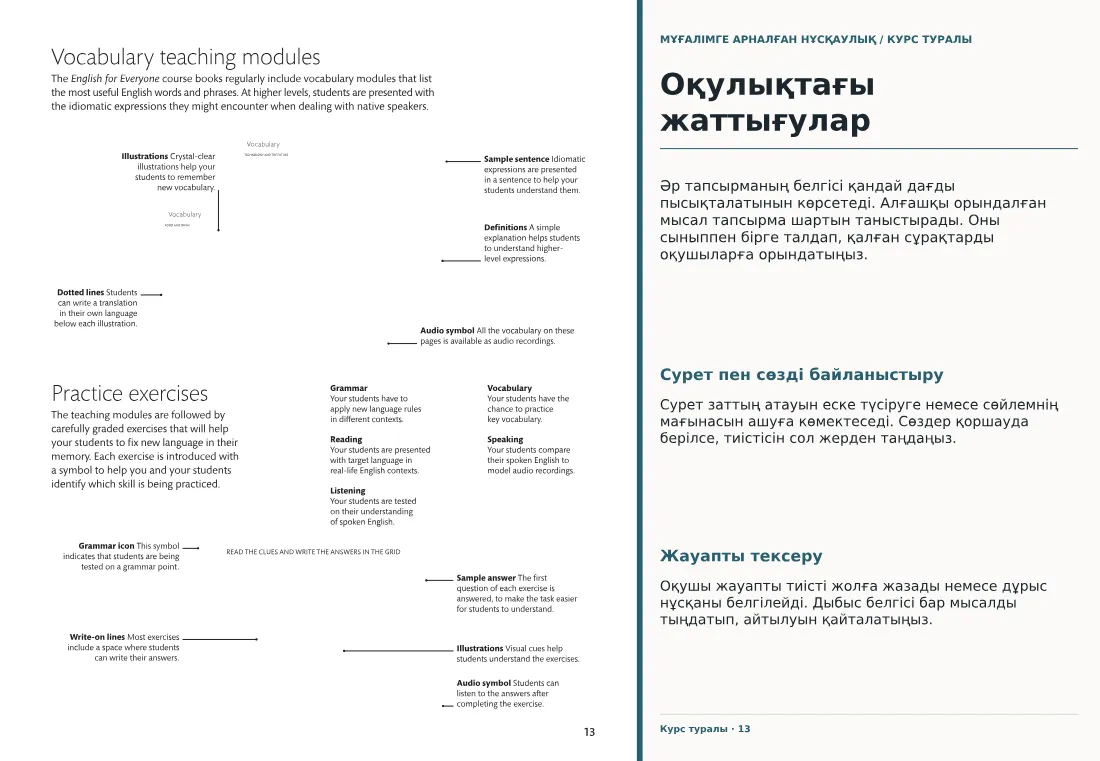 Vocabulary teaching modules
The English for Everyone course books regularly include vocabulary modules that list
the most useful English words and phrases. At higher levels, students are presented with
the idiomatic expressions they might encounter when dealing with native speakers.
Illustrations Crystal-clear
illustrations help your
students to remember
new vocabulary.
Vocabulary
TECHNOLOGY AND THE FUTURE
Vocabulary
FOOD AND DRINK
Sample sentence Idiomatic
expressions are presented
in a sentence to help your
students understand them.
Definitions A simple
explanation helps students
to understand higher-
level expressions.
Dotted lines Students
can write a translation
in their own language
below each illustration.
Audio symbol All the vocabulary on these
pages is available as audio recordings.
Practice exercises
The teaching modules are followed by
carefully graded exercises that will help
your students to fix new language in their
memory. Each exercise is introduced with
a symbol to help you and your students
identify which skill is being practiced.
Grammar
Your students have to
apply new language rules
in different contexts.
Reading
Your students are presented
with target language in
real-life English contexts.
Listening
Your students are tested
on their understanding
of spoken English.
Vocabulary
Your students have the
chance to practice
key vocabulary.
Speaking
Your students compare
their spoken English to
model audio recordings.
Grammar icon This symbol
indicates that students are being
tested on a grammar point.
READ THE CLUES AND WRITE THE ANSWERS IN THE GRID
Sample answer The first
question of each exercise is
answered, to make the task easier
for students to understand.
Write-on lines Most exercises
include a space where students
can write their answers.
Illustrations Visual cues help
students understand the exercises.
Audio symbol Students can
listen to the answers after
completing the exercise.
13
МҰҒАЛІМГЕ АРНАЛҒАН НҰСҚАУЛЫҚ / КУРС ТУРАЛЫ
Оқулықтағы
жаттығулар
Әр тапсырманың белгісі қандай дағды
пысықталатынын көрсетеді. Алғашқы орындалған
мысал тапсырма шартын таныстырады. Оны
сыныппен бірге талдап, қалған сұрақтарды
оқушыларға орындатыңыз.
Сурет пен сөзді байланыстыру
Сурет заттың атауын еске түсіруге немесе сөйлемнің
мағынасын ашуға көмектеседі. Сөздер қоршауда
берілсе, тиістісін сол жерден таңдаңыз.
Жауапты тексеру
Оқушы жауапты тиісті жолға жазады немесе дұрыс
нұсқаны белгілейді. Дыбыс белгісі бар мысалды
тыңдатып, айтылуын қайталатыңыз.
Курс туралы · 13